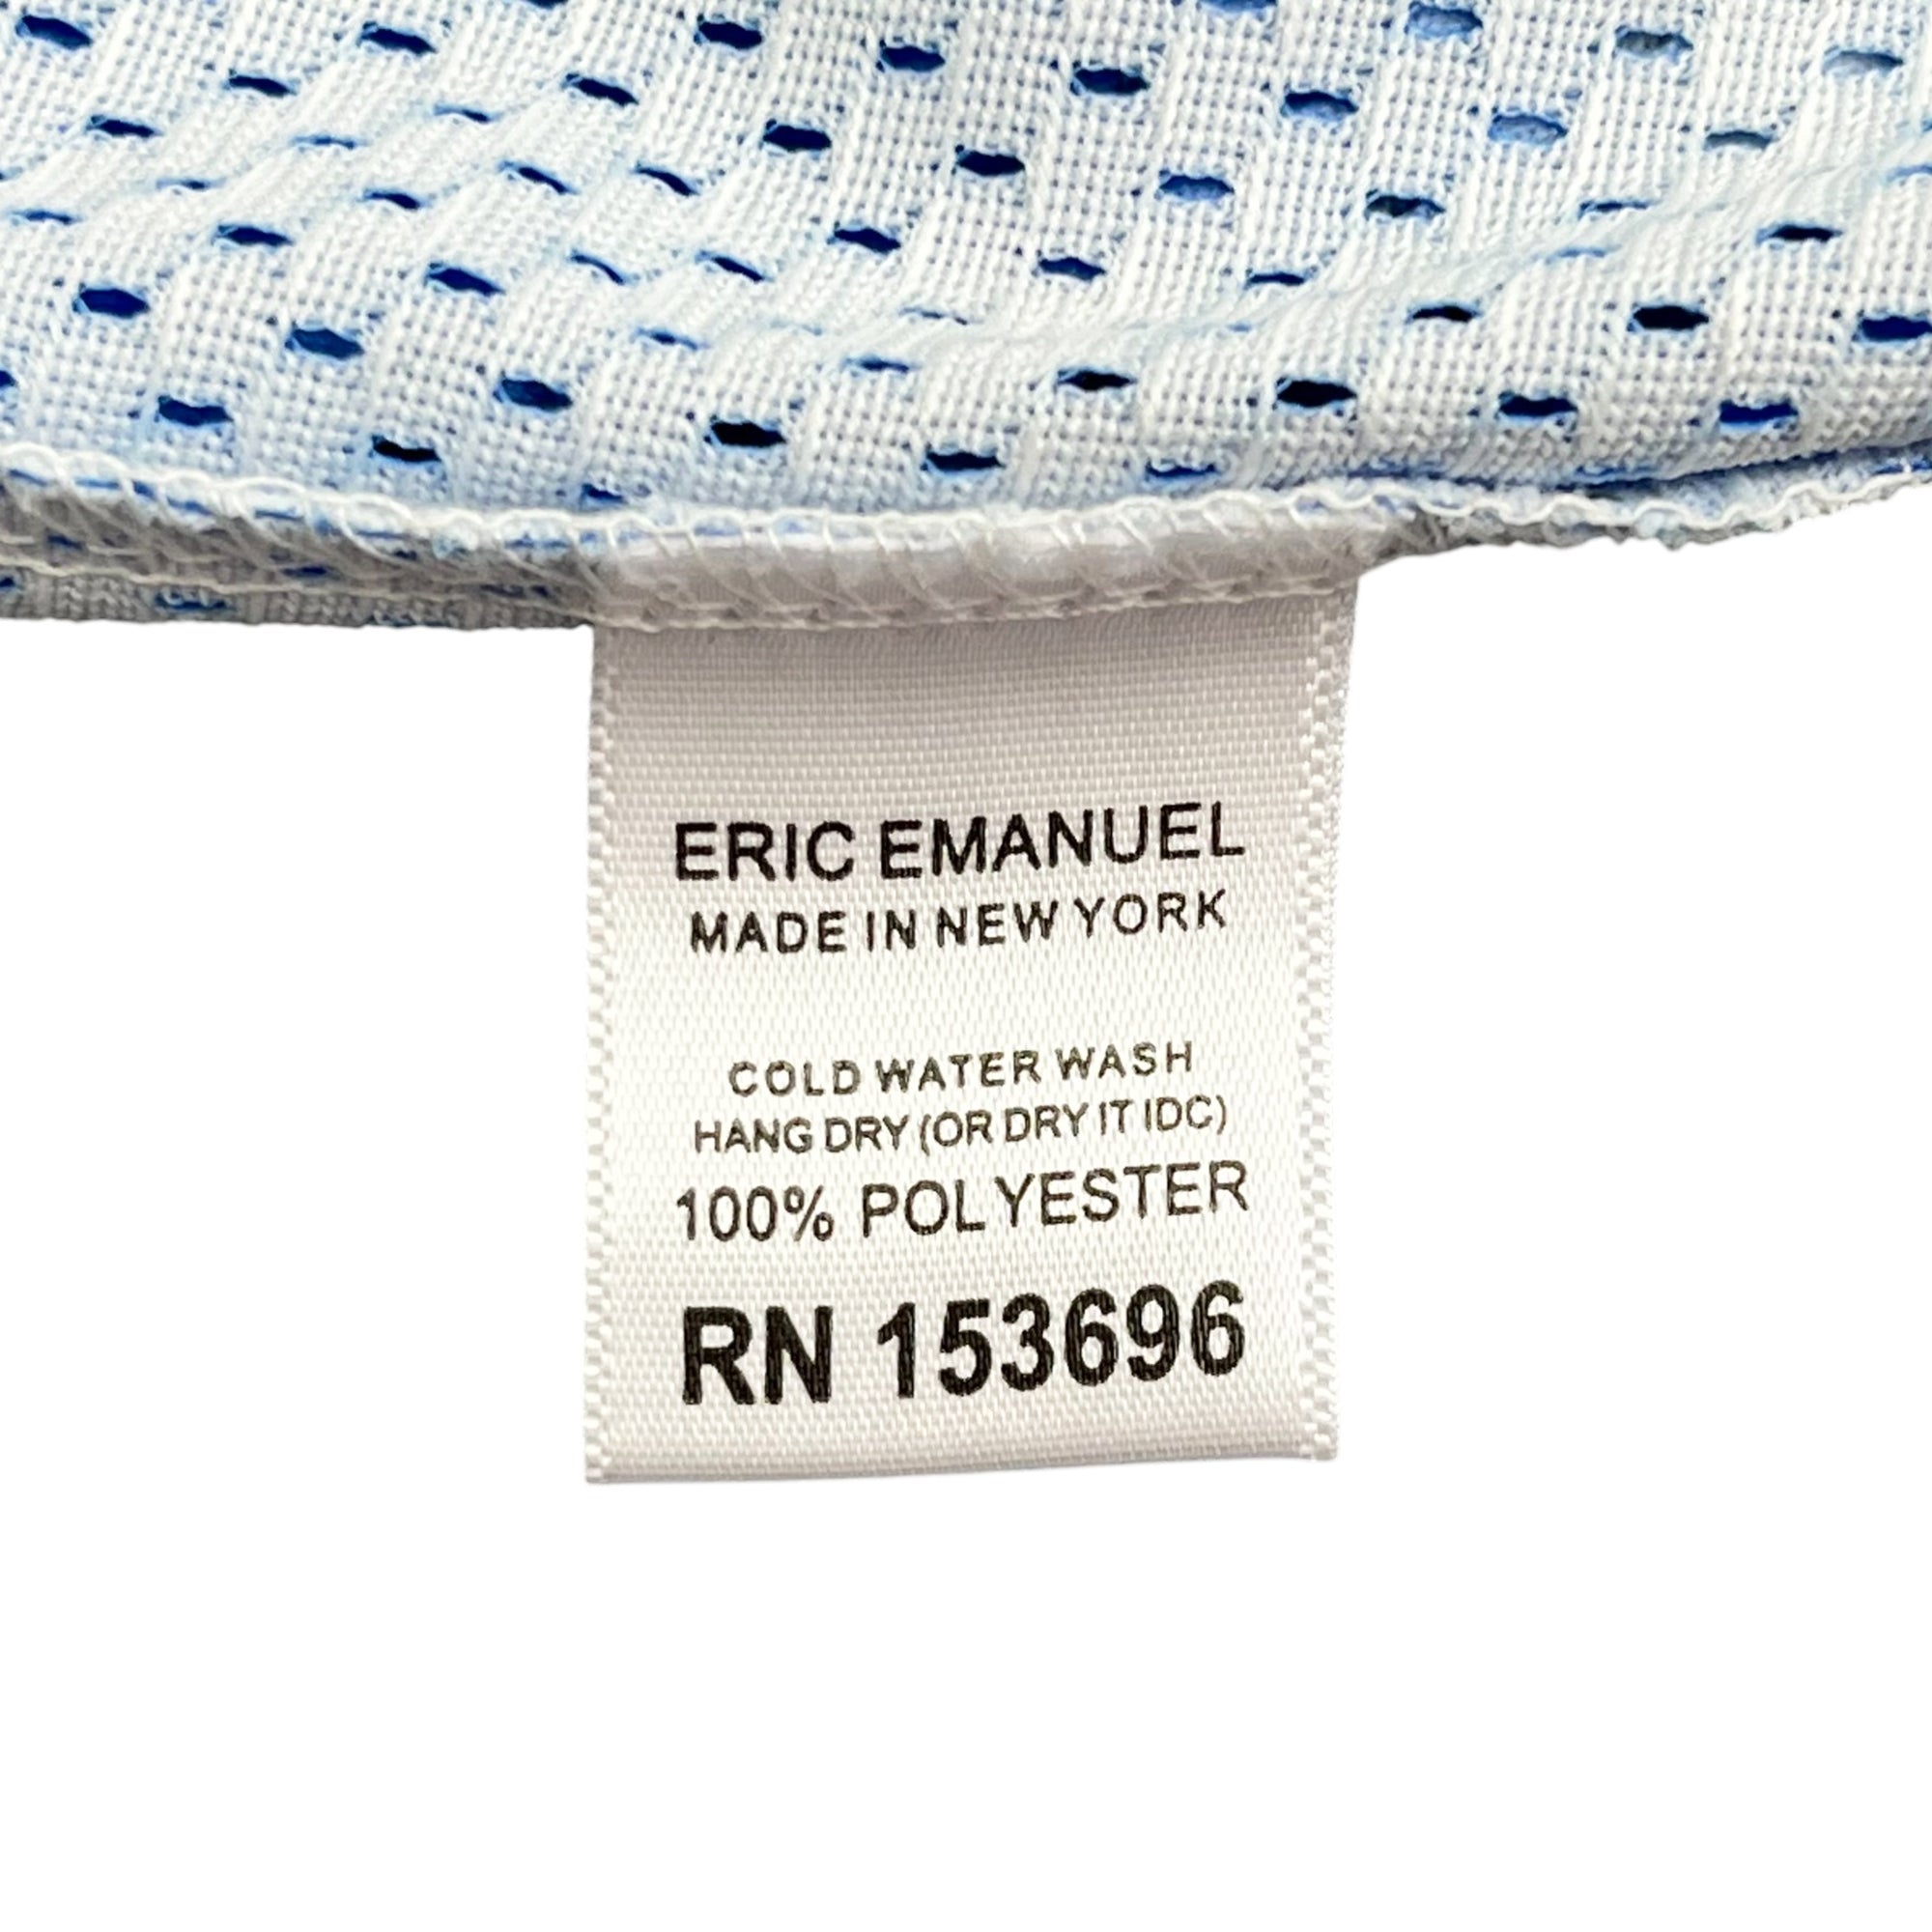 ERIC EMANUEL
MADE IN NEW YORK
COLD WATER WASH
HANG DRY (OR DRY IT IDC)
100% POLYESTER
RN 153696